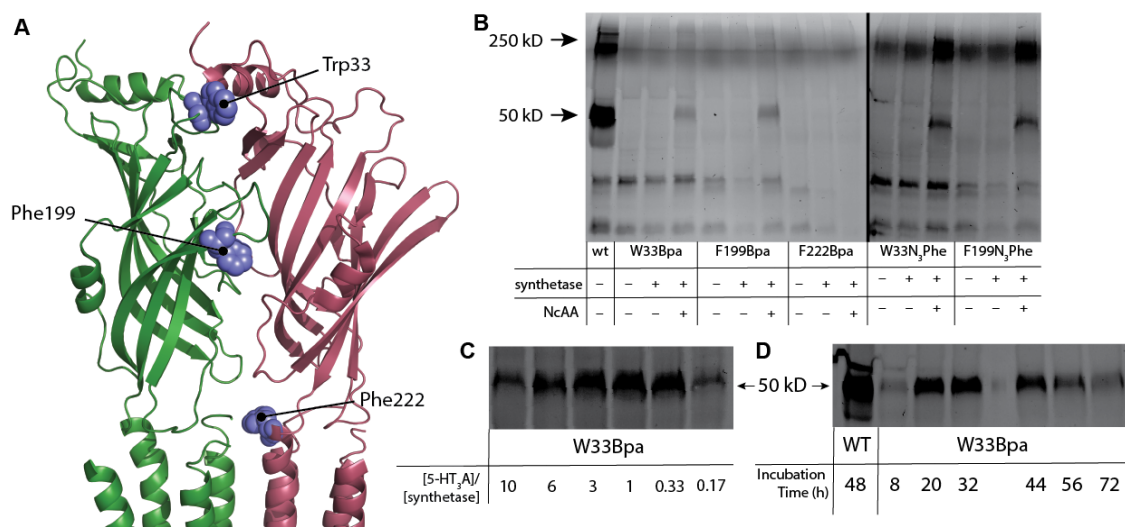 A
Trp33
Phe199
Phe222
B
250 kD
50 kD
wt W33Bpa F199Bpa F222Bpa W33N₃Phe F199N₃Phe
synthetase – – + + – + + – + + – + + – + +
NcAA – – – + – – + – – + – – + – – +
C
50 kD
W33Bpa
[5-HT₃A]/
[synthetase]
10 6 3 1 0.33 0.17
D
WT W33Bpa
Incubation
Time (h)
48 8 20 32 44 56 72